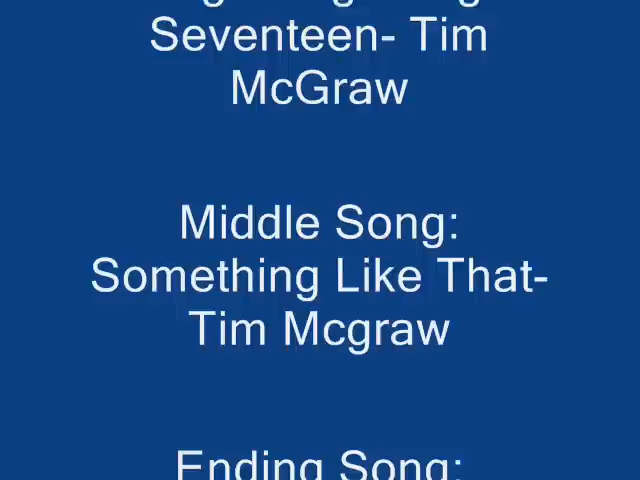 Seventeen- Tim
McGraw
Middle Song:
Something Like That-
Tim Mcgraw
Ending Song: